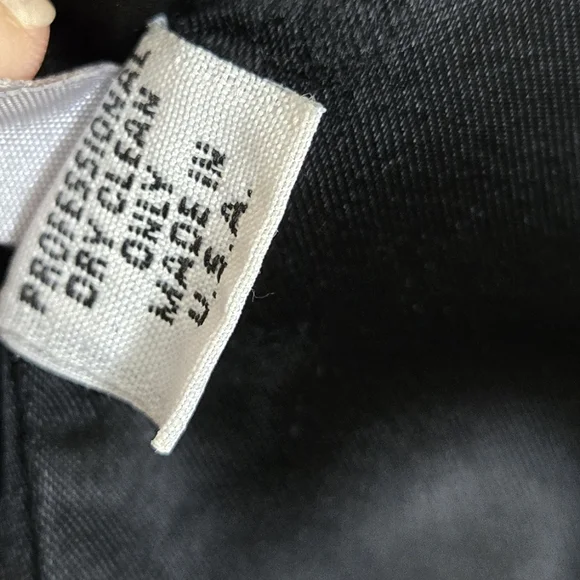 PROFESSIONAL
DRY CLEAN
ONLY
MADE IN
U.S.A.